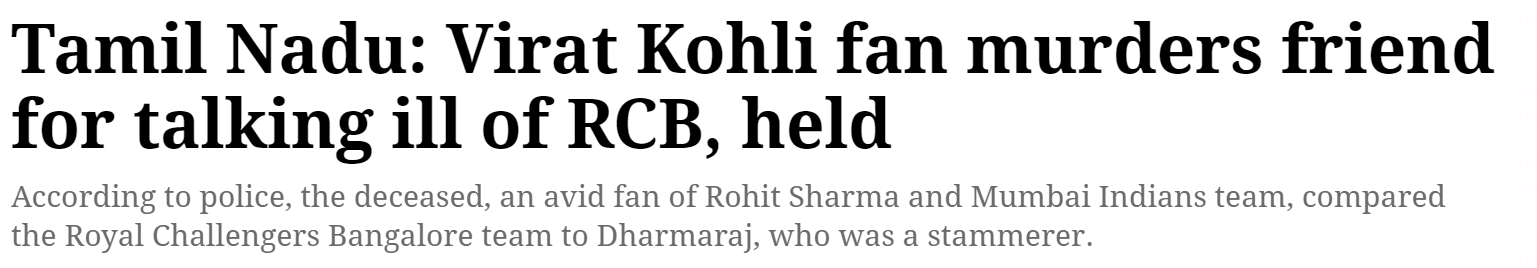 Tamil Nadu: Virat Kohli fan murders friend
for talking ill of RCB, held
According to police, the deceased, an avid fan of Rohit Sharma and Mumbai Indians team, compared
the Royal Challengers Bangalore team to Dharmaraj, who was a stammerer.